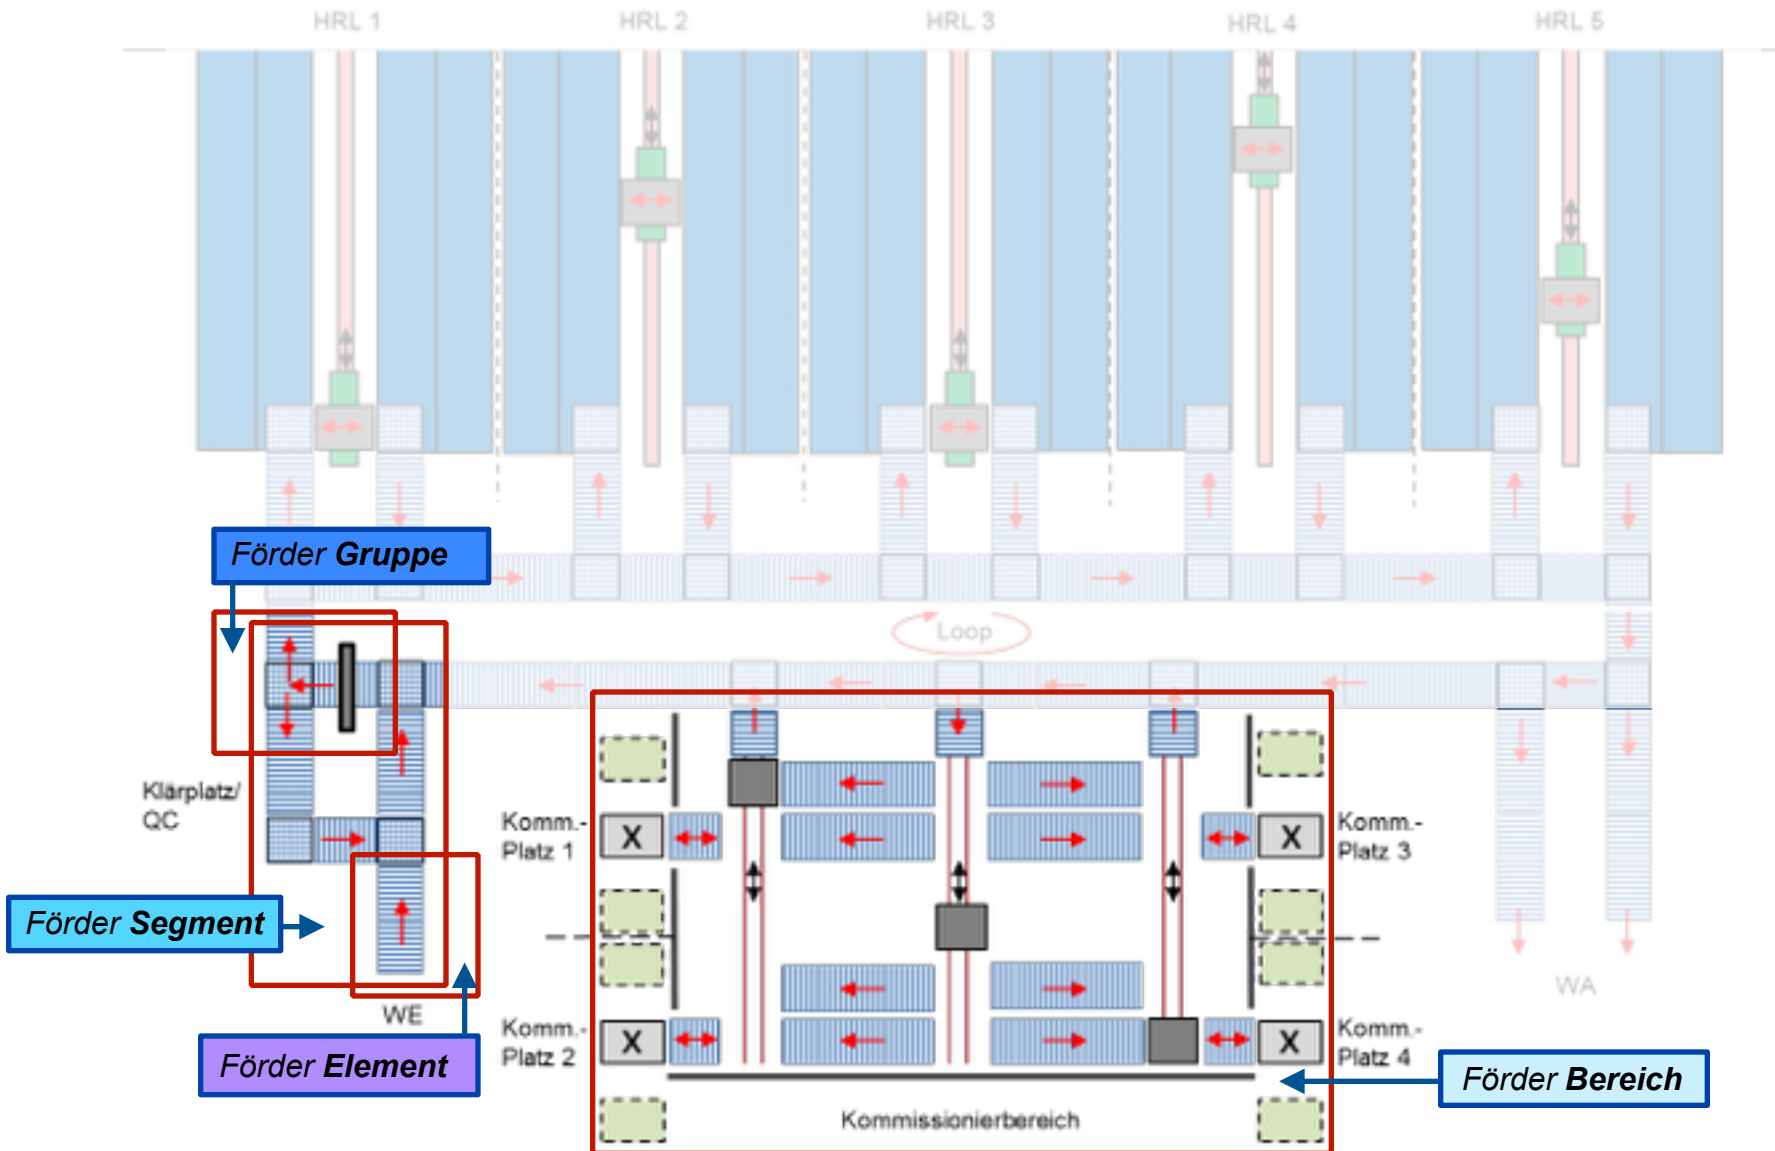 HRL 1
HRL 2
HRL 3
HRL 4
HRL 5
Förder Gruppe
Loop
Klärplatz/
QC
Komm.-
Platz 1
X
X
Komm.-
Platz 3
Förder Segment
WE
WA
Komm.-
Platz 2
X
X
Komm.-
Platz 4
Förder Element
Förder Bereich
Kommissionierbereich